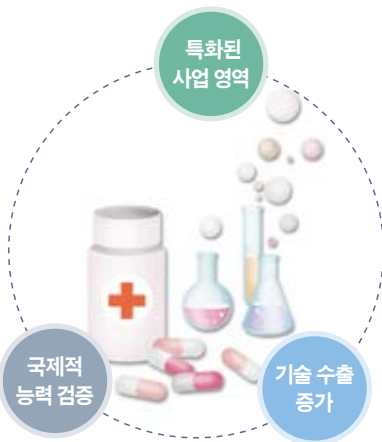 특화된
사업 영역
국제적
능력 검증
기술 수출
증가